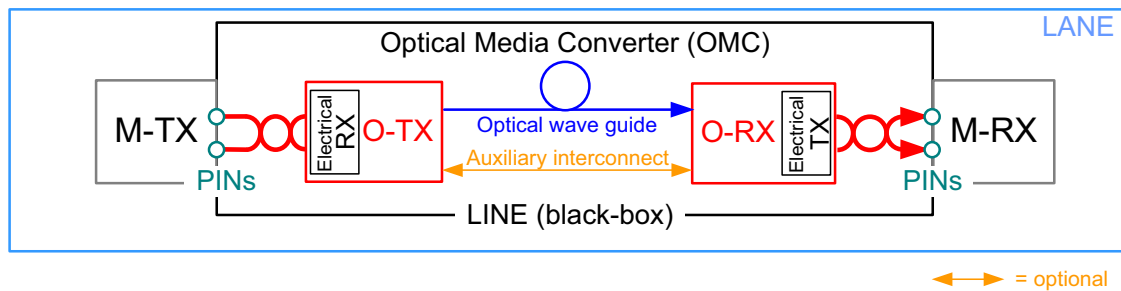 LANE
Optical Media Converter (OMC)
M-TX
PINs
Electrical
RX
O-TX
Optical wave guide
Auxiliary interconnect
O-RX
Electrical
TX
M-RX
PINs
LINE (black-box)
= optional